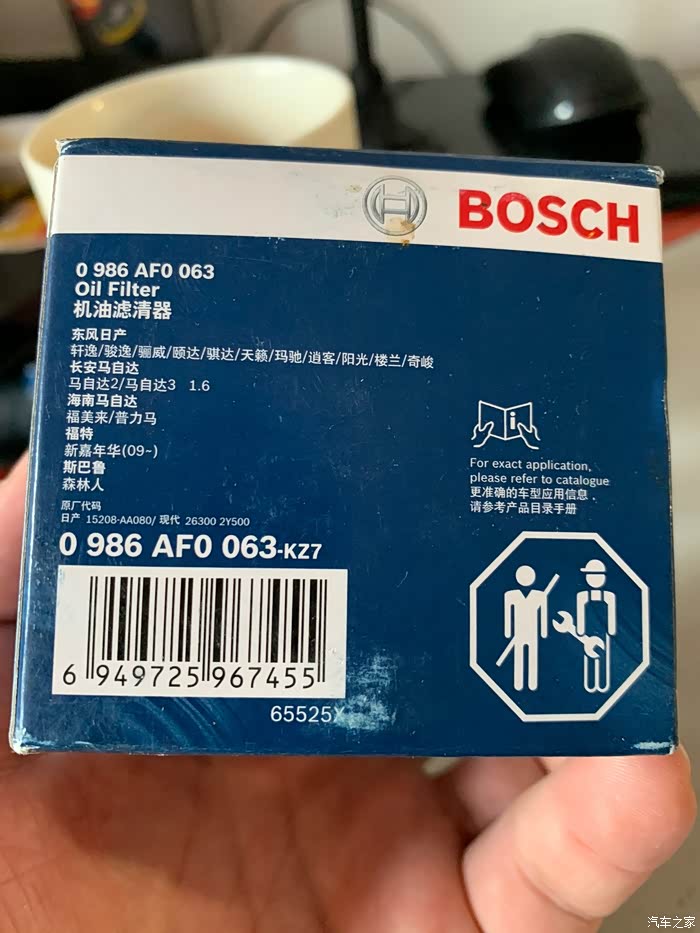 BOSCH
0 986 AF0 063
Oil Filter
机油滤清器
东风日产
轩逸/骏逸/骊威/颐达/骐达/天籁/玛驰/逍客/阳光/楼兰/奇峻
长安马自达
马自达2/马自达3 1.6
海南马自达
福美来/普力马
福特
新嘉年华(09~)
斯巴鲁
森林人
原厂代码
日产 15208-AA080/ 现代 26300 2Y500
0 986 AF0 063-KZ7
6 949725 967455
65525X
For exact application,
please refer to catalogue
更准确的车型应用信息，
请参考产品目录手册
汽车之家